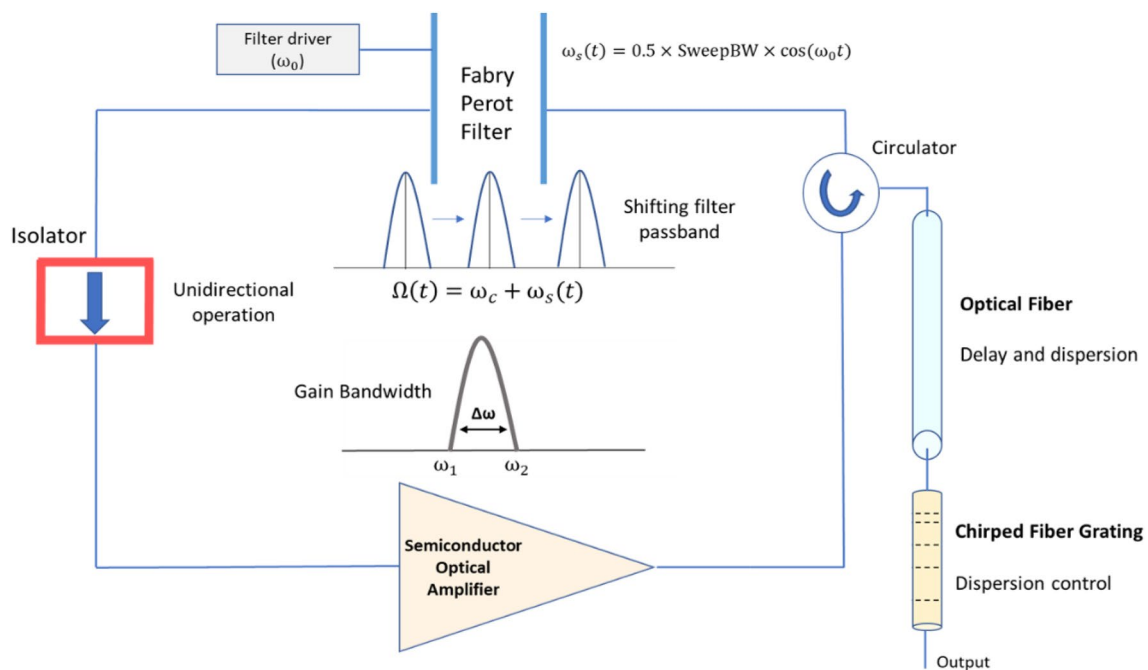 Filter driver
(ω₀)
ωₛ(t) = 0.5 × SweepBW × cos(ω₀t)
Fabry
Perot
Filter
Circulator
Shifting filter
passband
Isolator
Unidirectional
operation
Ω(t) = ω_c + ωₛ(t)
Optical Fiber
Delay and dispersion
Gain Bandwidth
Δω
ω₁
ω₂
Semiconductor
Optical
Amplifier
Chirped Fiber Grating
Dispersion control
Output